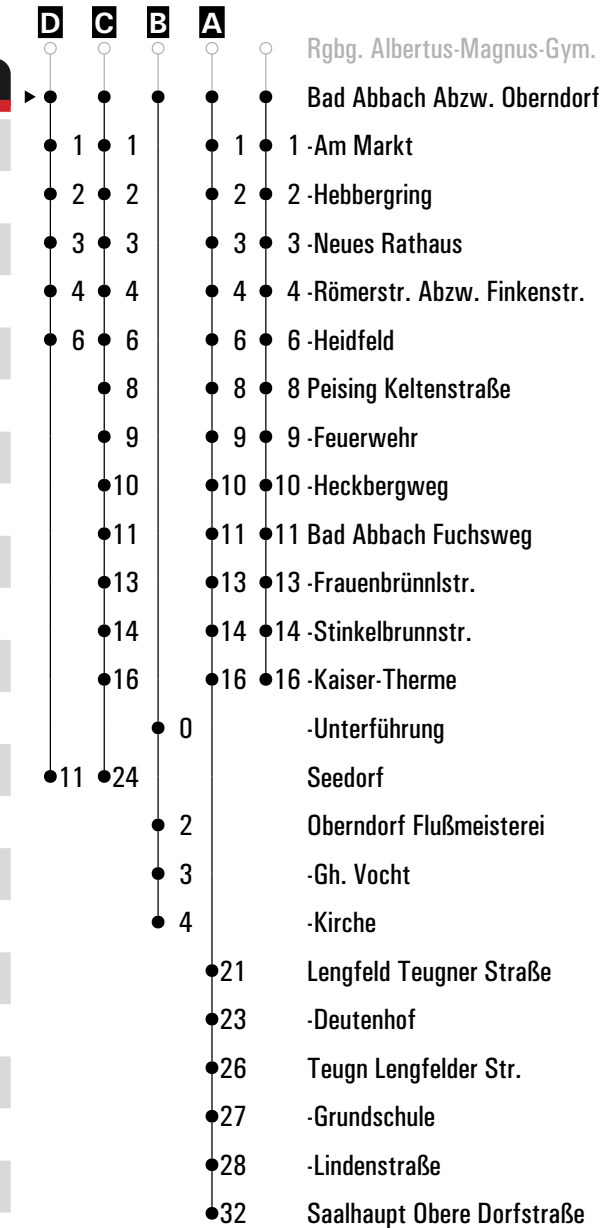 D C B A
Rgbg. Albertus-Magnus-Gym.
Bad Abbach Abzw. Oberndorf
1 1 1 1 -Am Markt
2 2 2 2 -Hebbergring
3 3 3 3 -Neues Rathaus
4 4 4 4 -Römerstr. Abzw. Finkenstr.
6 6 6 6 -Heidfeld
8 8 8 Peising Keltenstraße
9 9 9 -Feuerwehr
10 10 10 -Heckbergweg
11 11 11 Bad Abbach Fuchsweg
13 13 13 -Frauenbrünnlstr.
14 14 14 -Stinkelbrunnstr.
16 16 16 -Kaiser-Therme
0 -Unterführung
11 24 Seedorf
2 Oberndorf Flußmeisterei
3 -Gh. Vocht
4 -Kirche
21 Lengfeld Teugner Straße
23 -Deutenhof
26 Teugn Lengfelder Str.
27 -Grundschule
28 -Lindenstraße
32 Saalhaupt Obere Dorfstraße